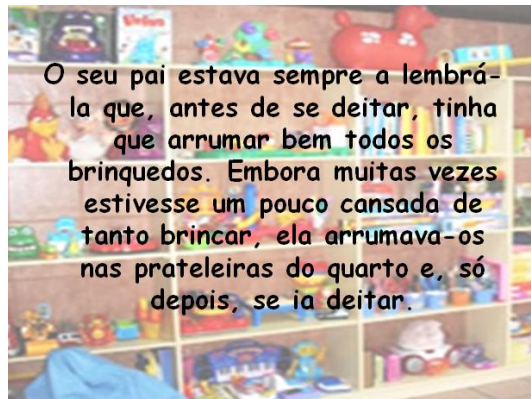 O seu pai estava sempre a lembrá-
la que, antes de se deitar, tinha
que arrumar bem todos os
brinquedos. Embora muitas vezes
estivesse um pouco cansada de
tanto brincar, ela arrumava-os
nas prateleiras do quarto e, só
depois, se ia deitar.